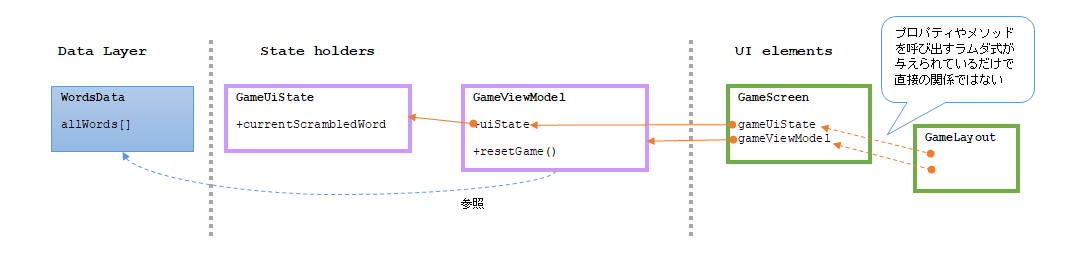 Data Layer
State holders
UI elements
プロパティやメソッド
を呼び出すラムダ式が
与えられているだけで
直接の関係ではない
WordsData
allWords[]
GameUiState
+currentScrambledWord
GameViewModel
+uiState
+resetGame()
GameScreen
gameUiState
gameViewModel
GameLayout
参照